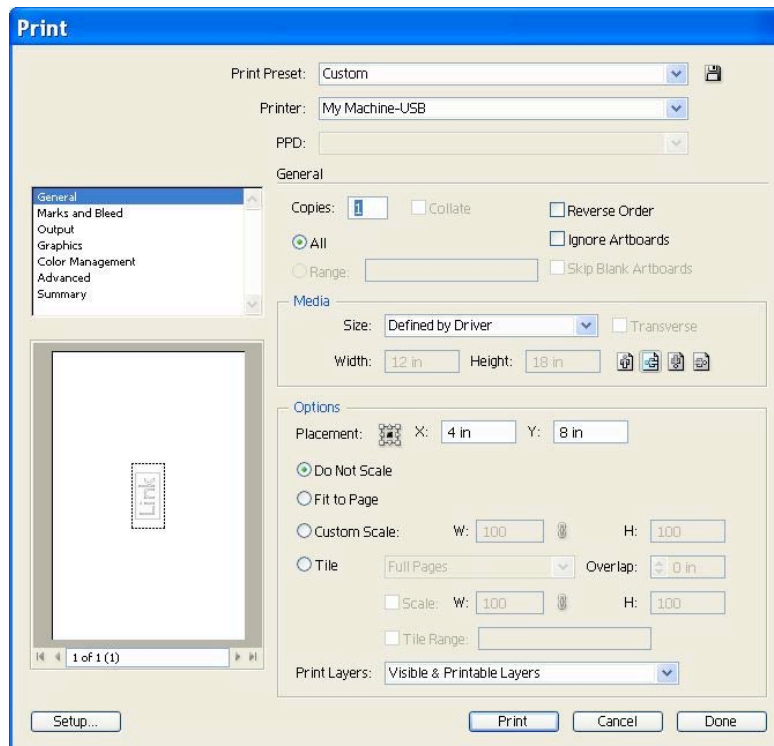 Print
Print Preset: Custom
Printer: My Machine-USB
PPD:
General
General
Marks and Bleed
Output
Graphics
Color Management
Advanced
Summary
Copies: 1 Collate Reverse Order
All Ignore Artboards
Range: Skip Blank Artboards
Media
Size: Defined by Driver Transverse
Width: 12 in Height: 18 in
Options
Placement: X: 4 in Y: 8 in
Do Not Scale
Fit to Page
Custom Scale: W: 100 H: 100
Tile Full Pages Overlap: 0 in
Scale: W: 100 H: 100
Tile Range:
Print Layers: Visible & Printable Layers
Link
1 of 1 (1)
Setup... Print Cancel Done